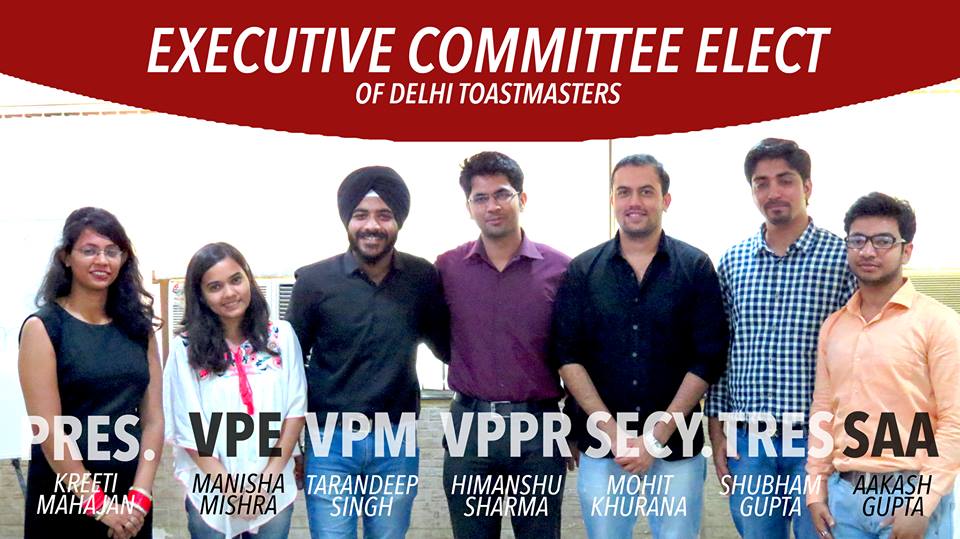 EXECUTIVE COMMITTEE ELECT
OF DELHI TOASTMASTERS
PRES. VPE VPM VPPR SECY. TRES SAA
KREETI MANISHA TARANDEEP HIMANSHU MOHIT SHUBHAM AAKASH
MAHAJAN MISHRA SINGH SHARMA KHURANA GUPTA GUPTA